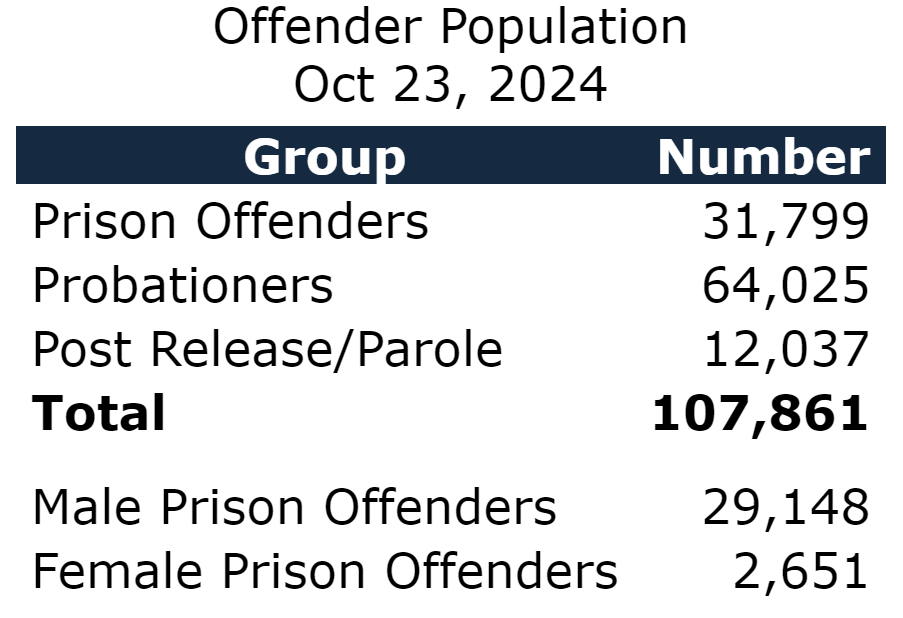 Offender Population
Oct 23, 2024
Group Number
Prison Offenders 31,799
Probationers 64,025
Post Release/Parole 12,037
Total 107,861
Male Prison Offenders 29,148
Female Prison Offenders 2,651